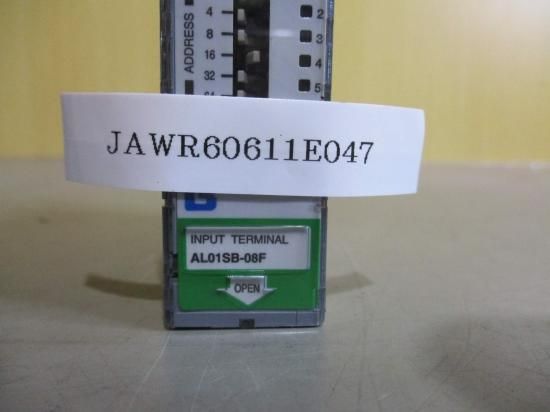 ADDRESS
4
8
16
32
2
3
4
5
JAWR60611E047
INPUT TERMINAL
AL01SB-08F
OPEN